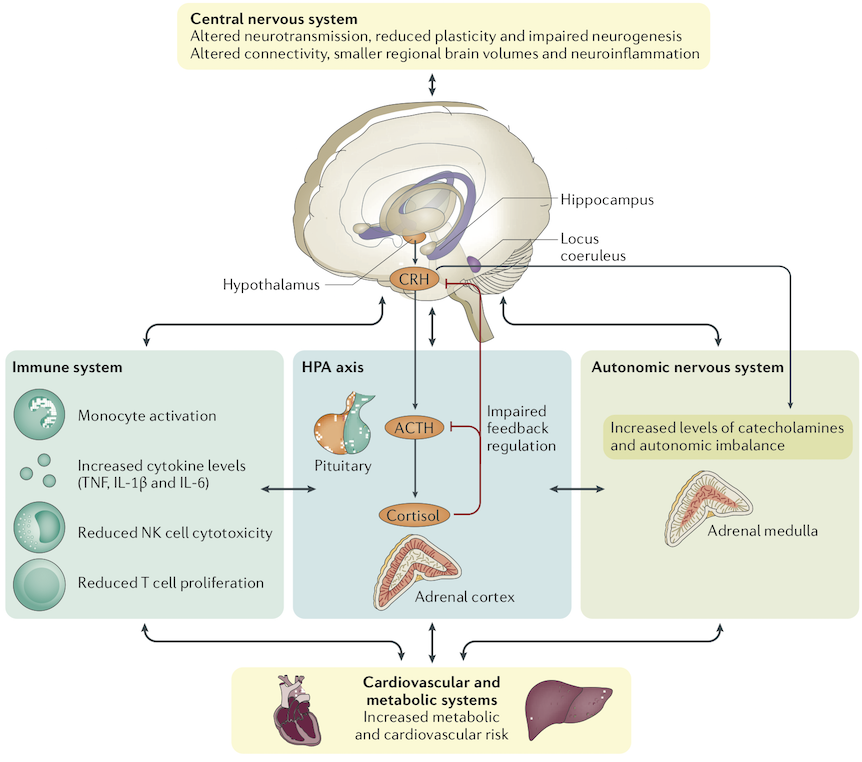 Central nervous system
Altered neurotransmission, reduced plasticity and impaired neurogenesis
Altered connectivity, smaller regional brain volumes and neuroinflammation
Hippocampus
Locus
coeruleus
Hypothalamus
CRH
Immune system
Monocyte activation
Increased cytokine levels
(TNF, IL-1β and IL-6)
Reduced NK cell cytotoxicity
Reduced T cell proliferation
HPA axis
Pituitary
ACTH
Impaired
feedback
regulation
Cortisol
Adrenal cortex
Autonomic nervous system
Increased levels of catecholamines
and autonomic imbalance
Adrenal medulla
Cardiovascular and
metabolic systems
Increased metabolic
and cardiovascular risk